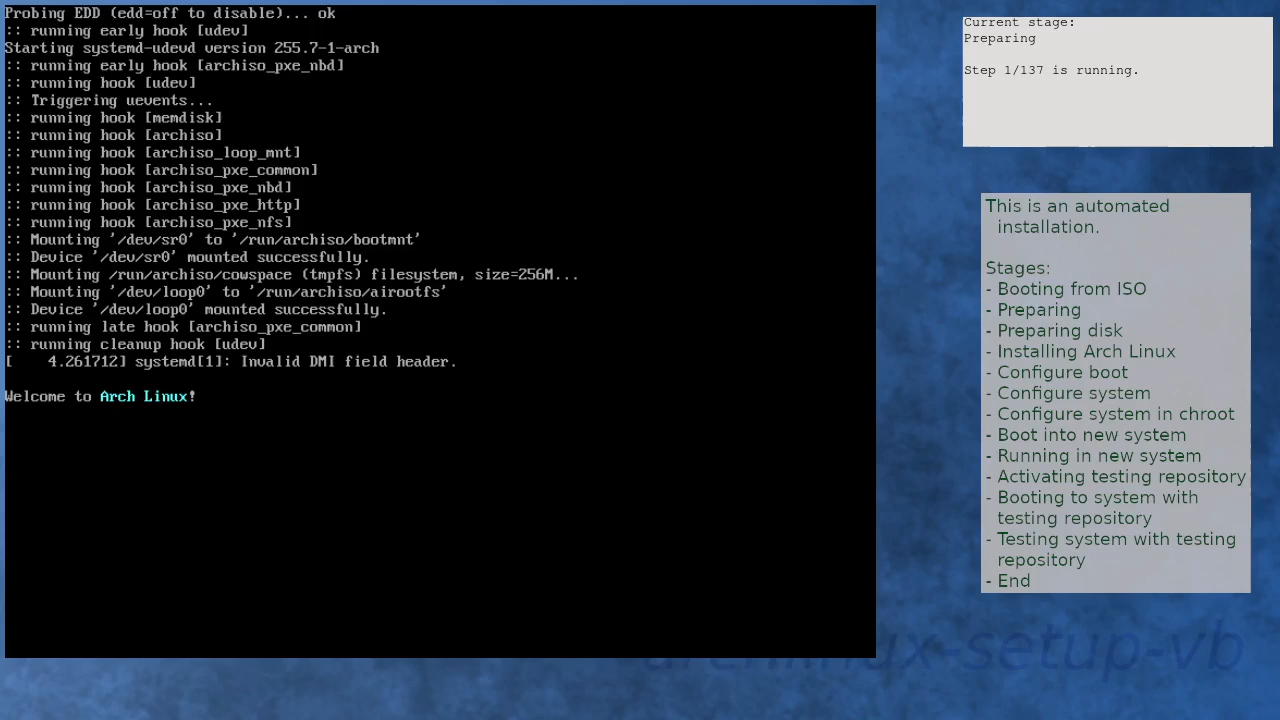 Probing EDD (edd=off to disable)... ok
:: running early hook [udev]
Starting systemd-udevd version 255.7-1-arch
:: running early hook [archiso_pxe_nbd]
:: running hook [udev]
:: Triggering uevents...
:: running hook [memdisk]
:: running hook [archiso]
:: running hook [archiso_loop_mnt]
:: running hook [archiso_pxe_common]
:: running hook [archiso_pxe_nbd]
:: running hook [archiso_pxe_http]
:: running hook [archiso_pxe_nfs]
:: Mounting '/dev/sr0' to '/run/archiso/bootmnt'
:: Device '/dev/sr0' mounted successfully.
:: Mounting /run/archiso/cowspace (tmpfs) filesystem, size=256M...
:: Mounting '/dev/loop0' to '/run/archiso/airootfs'
:: Device '/dev/loop0' mounted successfully.
:: running late hook [archiso_pxe_common]
:: running cleanup hook [udev]
[    4.261712] systemd[1]: Invalid DMI field header.
Welcome to Arch Linux!
Current stage:
Preparing
Step 1/137 is running.
This is an automated
installation.
Stages:
- Booting from ISO
- Preparing
- Preparing disk
- Installing Arch Linux
- Configure boot
- Configure system
- Configure system in chroot
- Boot into new system
- Running in new system
- Activating testing repository
- Booting to system with
testing repository
- Testing system with testing
repository
- End
archlinux-setup-vb